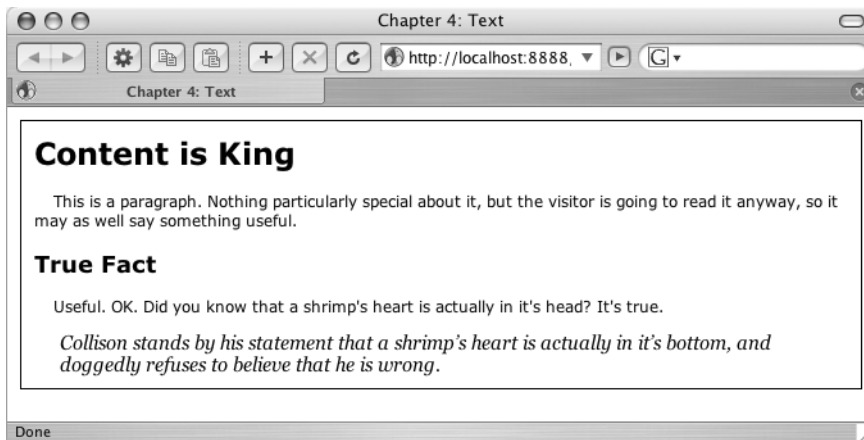 Chapter 4: Text
http://localhost:8888,
G
Chapter 4: Text
Content is King
This is a paragraph. Nothing particularly special about it, but the visitor is going to read it anyway, so it
may as well say something useful.
True Fact
Useful. OK. Did you know that a shrimp's heart is actually in it's head? It's true.
Collison stands by his statement that a shrimp’s heart is actually in it’s bottom, and
doggedly refuses to believe that he is wrong.
Done